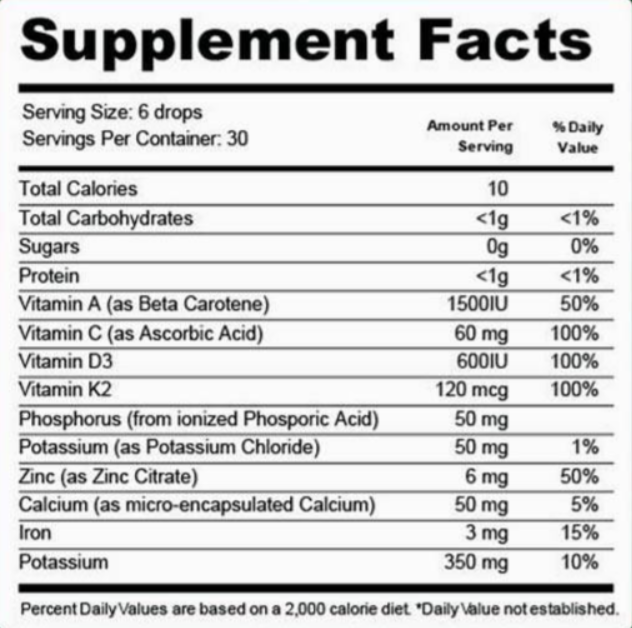 Supplement Facts
Serving Size: 6 drops
Servings Per Container: 30
Amount Per Serving
% Daily Value
Total Calories 10
Total Carbohydrates <1g <1%
Sugars 0g 0%
Protein <1g <1%
Vitamin A (as Beta Carotene) 1500IU 50%
Vitamin C (as Ascorbic Acid) 60 mg 100%
Vitamin D3 600IU 100%
Vitamin K2 120 mcg 100%
Phosphorus (from ionized Phosporic Acid) 50 mg
Potassium (as Potassium Chloride) 50 mg 1%
Zinc (as Zinc Citrate) 6 mg 50%
Calcium (as micro-encapsulated Calcium) 50 mg 5%
Iron 3 mg 15%
Potassium 350 mg 10%
Percent Daily Values are based on a 2,000 calorie diet. *Daily Value not established.